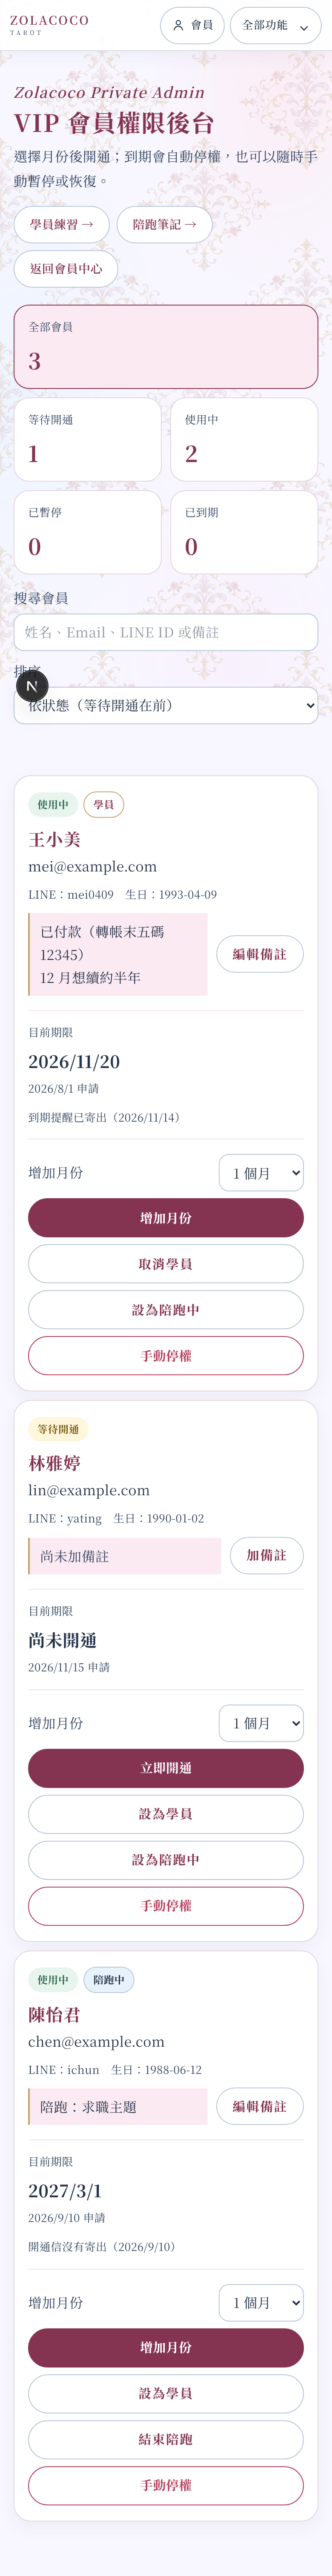 ZOLACOCO
TAROT
會員
全部功能
Zolacoco Private Admin
VIP 會員權限後台
選擇月份後開通；到期會自動停權，也可以隨時手
動暫停或恢復。
學員練習 →
陪跑筆記 →
返回會員中心
全部會員
3
等待開通
1
使用中
2
已暫停
0
已到期
0
搜尋會員
姓名、Email、LINE ID 或備註
排序
N
依狀態（等待開通在前）
使用中
學員
王小美
mei@example.com
LINE：mei0409 生日：1993-04-09
已付款（轉帳末五碼
12345）
12 月想續約半年
編輯備註
目前期限
2026/11/20
2026/8/1 申請
到期提醒已寄出（2026/11/14）
增加月份
1 個月
增加月份
取消學員
設為陪跑中
手動停權
等待開通
林雅婷
lin@example.com
LINE：yating 生日：1990-01-02
尚未加備註
加備註
目前期限
尚未開通
2026/11/15 申請
增加月份
1 個月
立即開通
設為學員
設為陪跑中
手動停權
使用中
陪跑中
陳怡君
chen@example.com
LINE：ichun 生日：1988-06-12
陪跑：求職主題
編輯備註
目前期限
2027/3/1
2026/9/10 申請
開通信沒有寄出（2026/9/10）
增加月份
1 個月
增加月份
設為學員
結束陪跑
手動停權